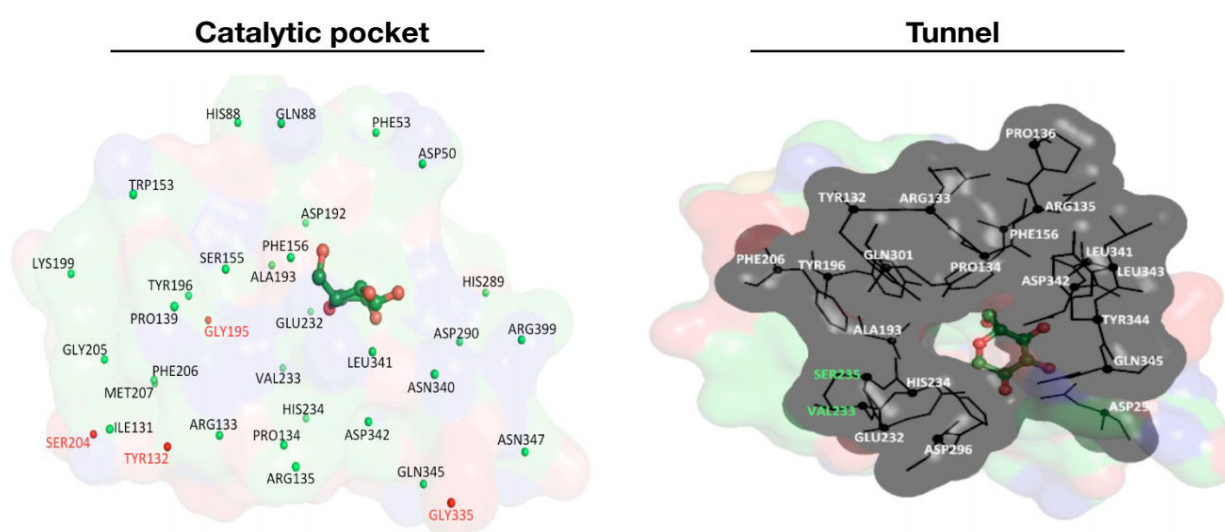 Catalytic pocket
HIS88
GLN88
PHE53
ASP50
TRP153
ASP192
PHE156
SER155
ALA193
LYS199
TYR196
HIS289
PRO139
GLY195
GLU232
ASP290
ARG399
GLY205
PHE206
MET207
VAL233
LEU341
ASN340
HIS234
SER204
ILE131
TYR132
ARG133
PRO134
ARG135
ASP342
ASN347
GLN345
GLY335
Tunnel
PRO136
TYR132
ARG133
ARG135
PHE156
PHE206
TYR196
GLN301
PRO134
LEU341
LEU343
ASP342
ALA193
TYR344
SER235
HIS234
GLN345
VAL233
GLU232
ASP296
ASP290